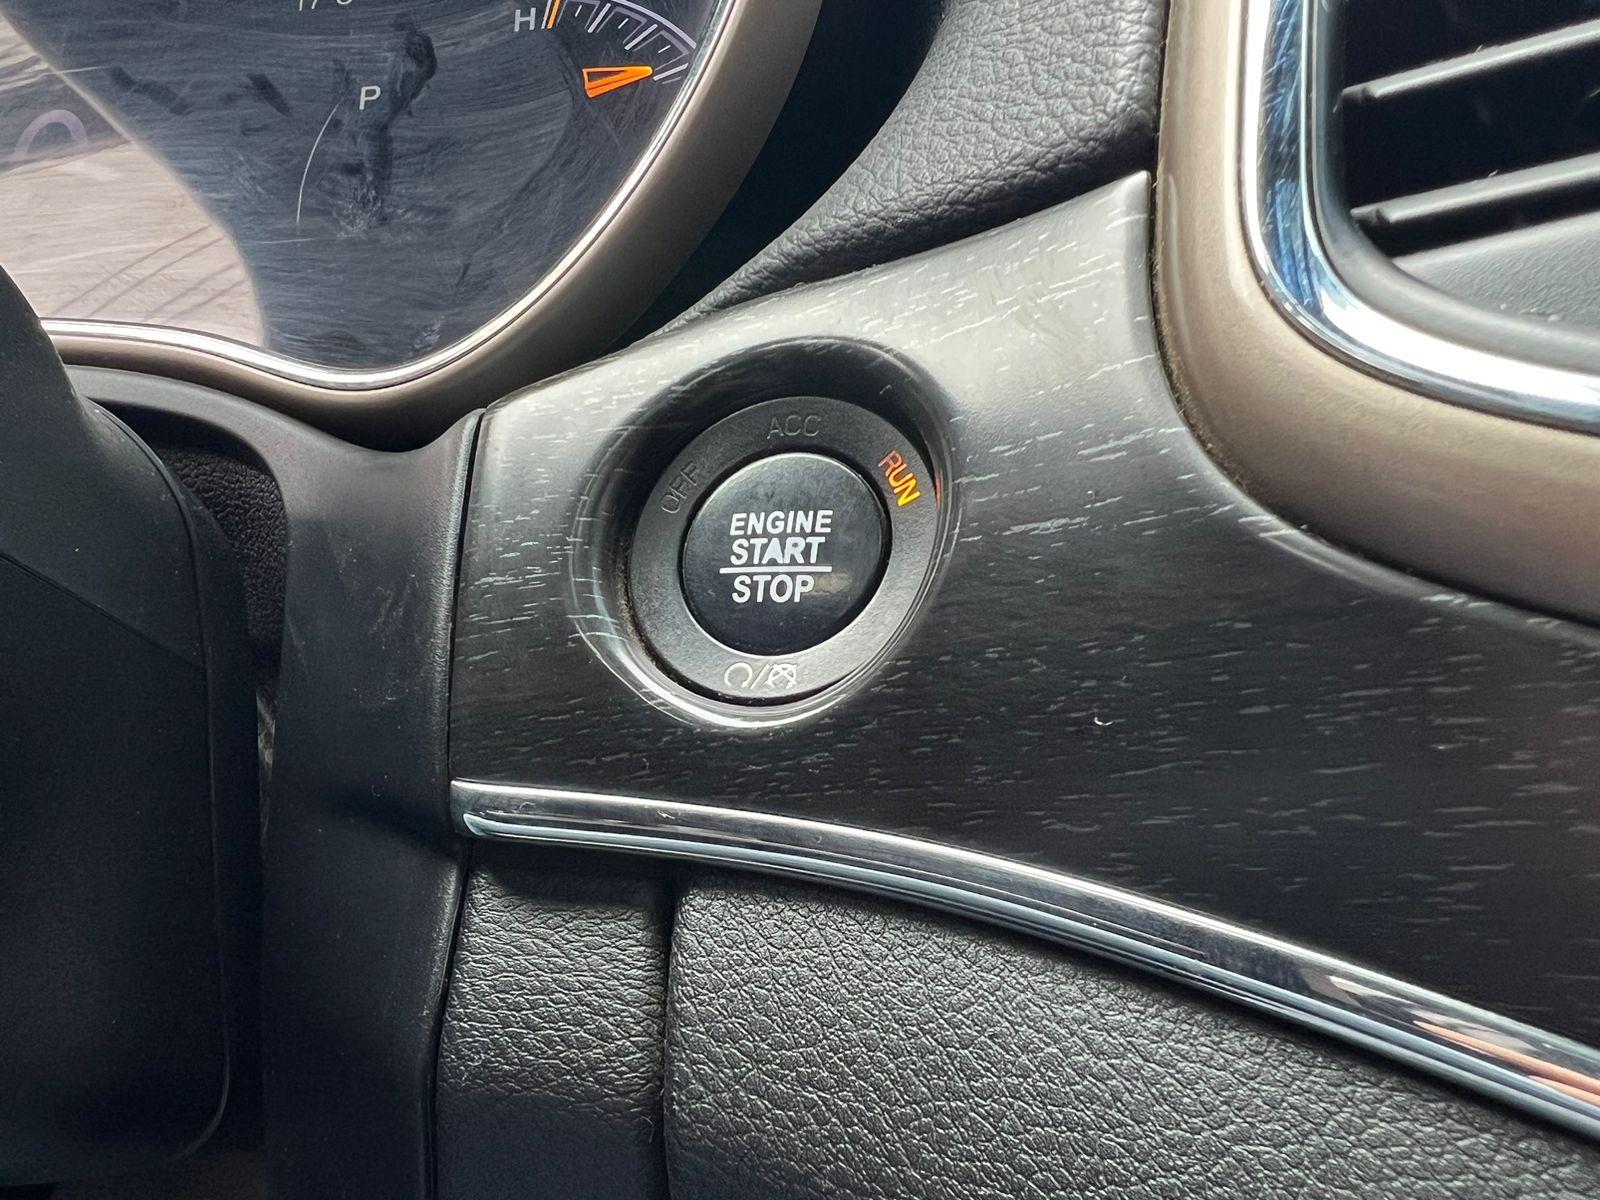 H
P
ACC
OFF
RUN
ENGINE
START
STOP